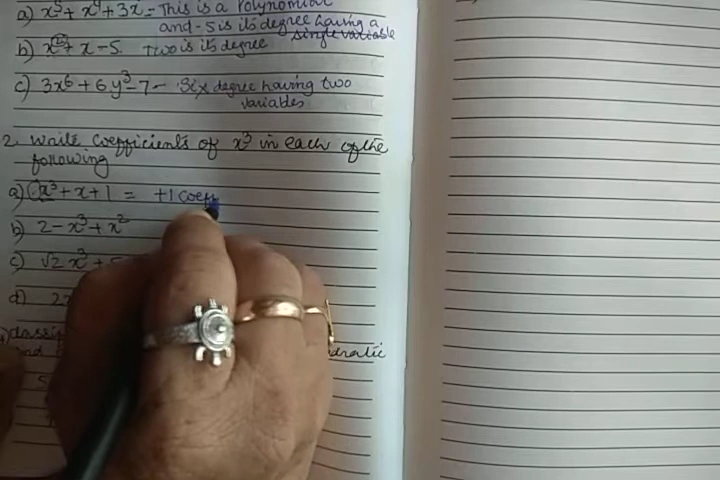 a) x⁵ + x⁴ + 3x = This is a Polynomial
and -5 is its degree having a
single variable
b) x² + x - 5 Two is its degree
c) 3x⁶ + 6y³ - 7 - Six degree having two
variables
2. Write Coefficients of x³ in each of the
following
a) x³ + x + 1 = +1 coeff
b) 2 - x³ + x²
c) √2 x³ +
d) 2